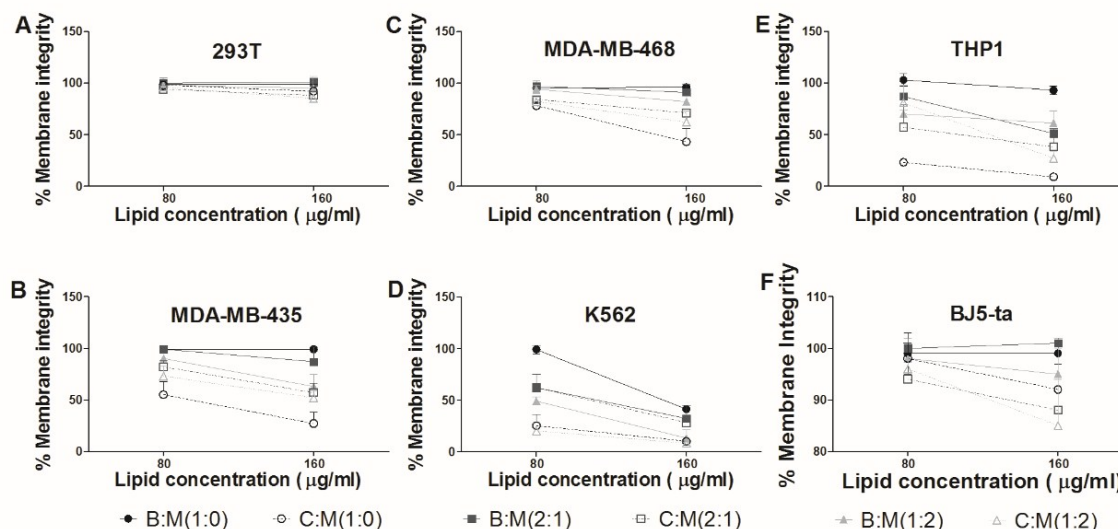 A
293T
% Membrane integrity
150
100
50
0
80
160
Lipid concentration ( μg/ml)
C
MDA-MB-468
% Membrane integrity
150
100
50
0
80
160
Lipid concentration ( μg/ml)
E
THP1
% Membrane integrity
150
100
50
0
80
160
Lipid concentration ( μg/ml)
B
MDA-MB-435
% Membrane integrity
150
100
50
0
80
160
Lipid concentration ( μg/ml)
D
K562
% Membrane integrity
150
100
50
0
80
160
Lipid concentration ( μg/ml)
F
BJ5-ta
% Membrane Integrity
110
100
90
80
80
160
Lipid concentration ( μg/ml)
B:M(1:0) C:M(1:0) B:M(2:1) C:M(2:1) B:M(1:2) C:M(1:2)